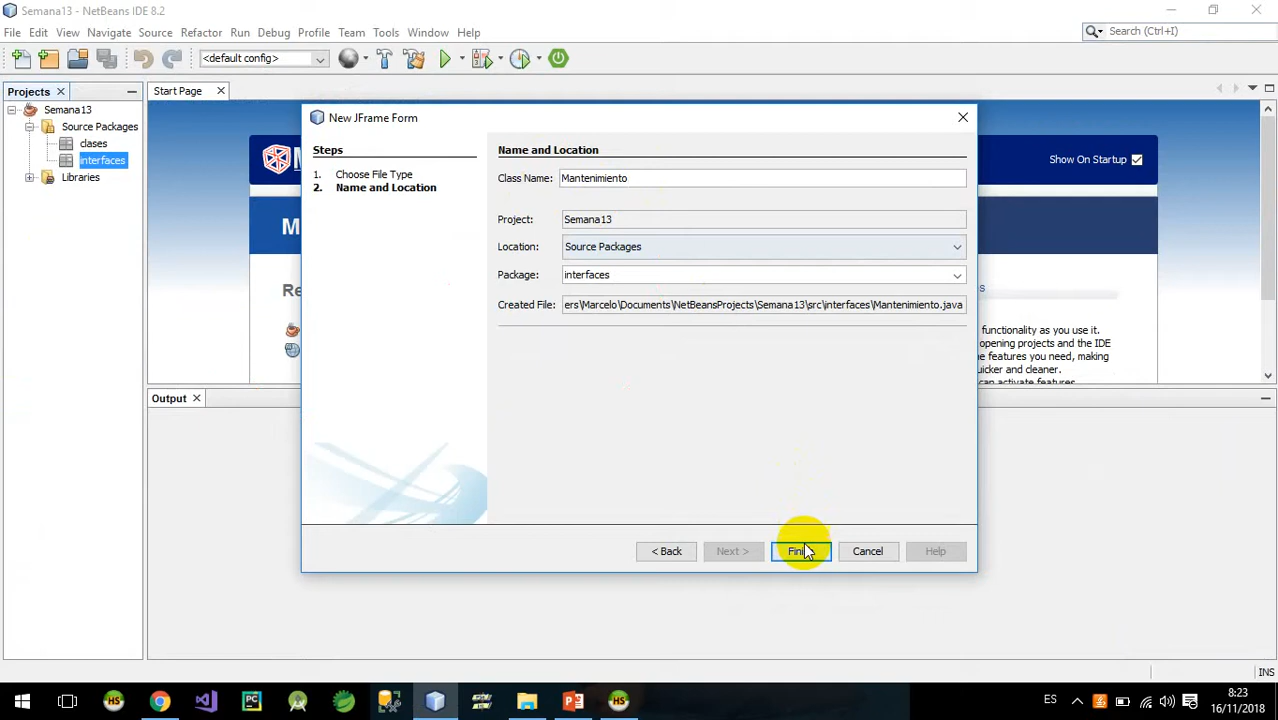 Semana13 - NetBeans IDE 8.2
File Edit View Navigate Source Refactor Run Debug Profile Team Tools Window Help
Search (Ctrl+I)
<default config>
Projects
Start Page
Semana13
Source Packages
clases
interfaces
Libraries
Show On Startup
M
Re
s
functionality as you use it.
opening projects and the IDE
e features you need, making
uicker and cleaner.
can activate features
New JFrame Form
Steps
1. Choose File Type
2. Name and Location
Name and Location
Class Name: Mantenimiento
Project: Semana13
Location: Source Packages
Package: interfaces
Created File: ers\Marcelo\Documents\NetBeansProjects\Semana13\src\interfaces\Mantenimiento.java
< Back Next > Cancel Help
Output
INS
ES
8:23
16/11/2018